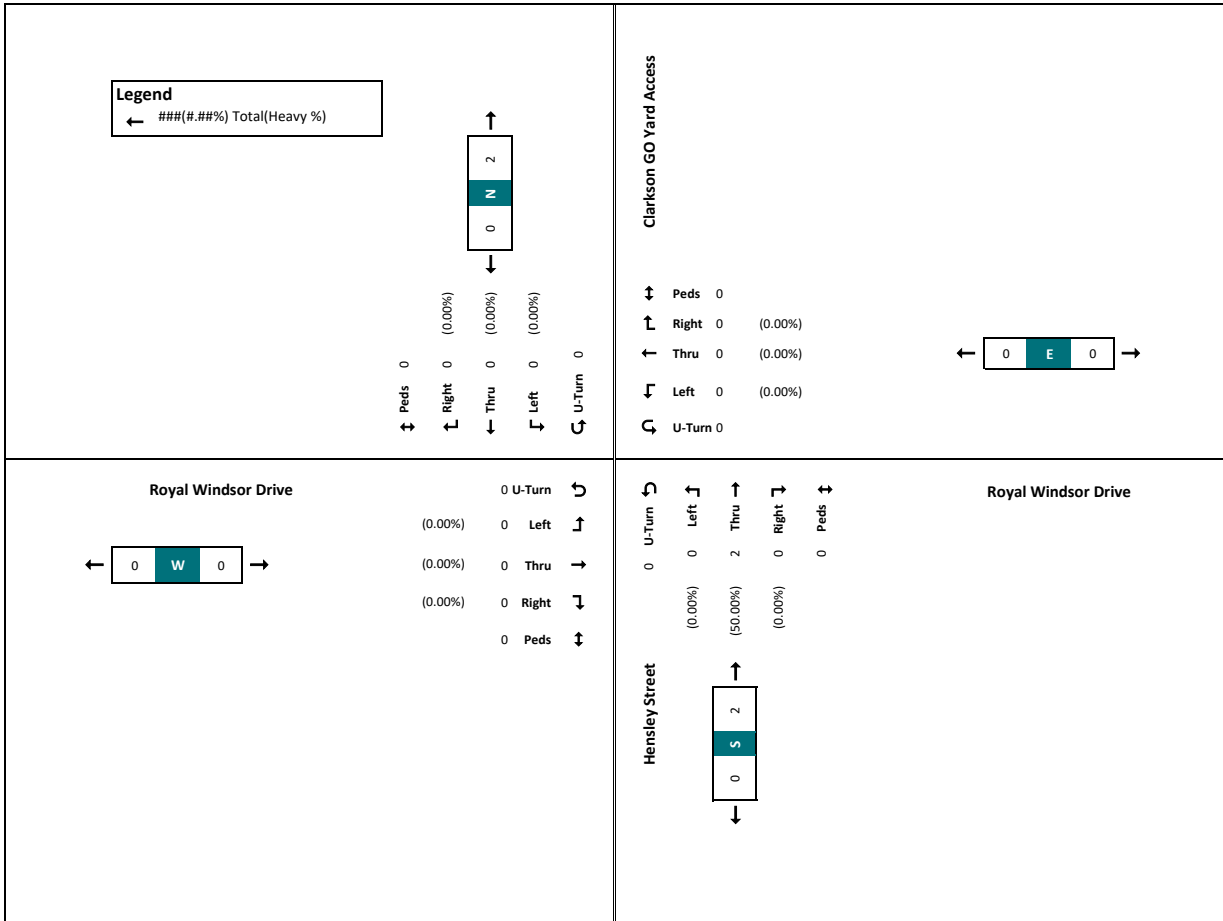 Legend
###(#.##%) Total(Heavy %)
2
N
0
(0.00%)
(0.00%)
(0.00%)
Peds 0
Right 0
Thru 0
Left 0
U-Turn 0
Clarkson GO Yard Access
Peds 0
Right 0 (0.00%)
Thru 0 (0.00%)
Left 0 (0.00%)
U-Turn 0
0 E 0
Royal Windsor Drive
0 U-Turn
(0.00%) 0 Left
(0.00%) 0 Thru
(0.00%) 0 Right
0 Peds
0 W 0
0 U-Turn
(0.00%) 0 Left
(50.00%) 2 Thru
(0.00%) 0 Right
0 Peds
Hensley Street
2
S
0
Royal Windsor Drive